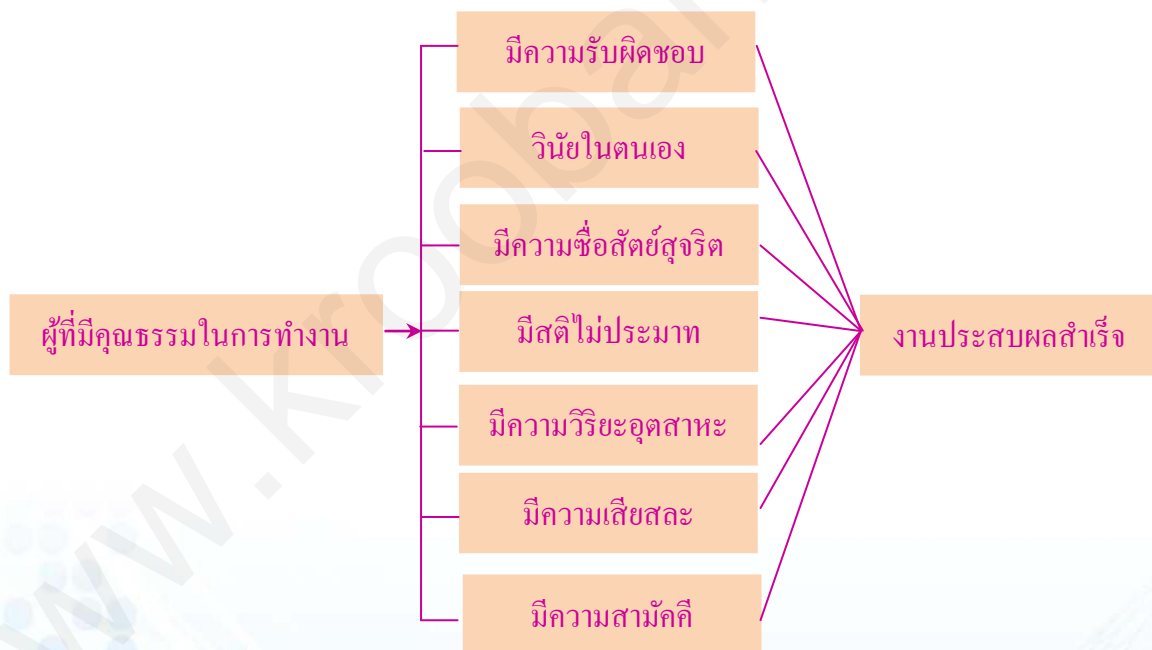 มีความรับผิดชอบ
วินัยในตนเอง
มีความซื่อสัตย์สุจริต
ผู้ที่มีคุณธรรมในการทำงาน
มีสติไม่ประมาท
งานประสบผลสำเร็จ
มีความวิริยะอุตสาหะ
มีความเสียสละ
มีความสามัคคี
www.krooba